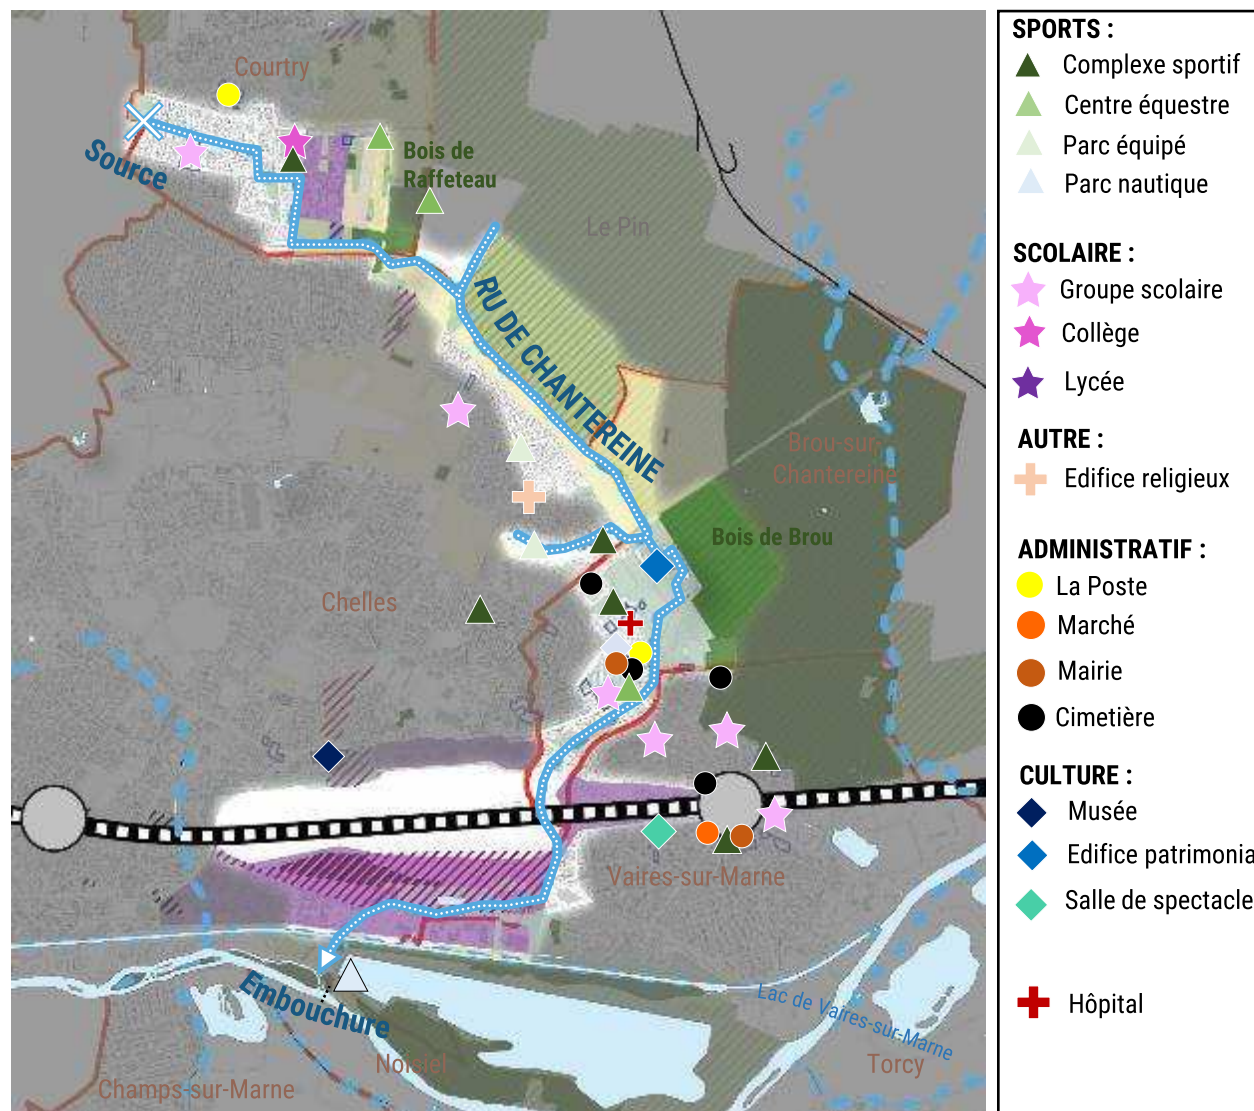 Courtry
Source
Bois de
Raffeteau
Le Pin
RU DE CHANTEREINE
Brou-sur-
Chantereine
Bois de Brou
Chelles
Vaires-sur-Marne
Embouchure
Lac de Vaires-sur-Marne
Noisiel
Torcy
Champs-sur-Marne
SPORTS :
Complexe sportif
Centre équestre
Parc équipé
Parc nautique
SCOLAIRE :
Groupe scolaire
Collège
Lycée
AUTRE :
Edifice religieux
ADMINISTRATIF :
La Poste
Marché
Mairie
Cimetière
CULTURE :
Musée
Edifice patrimonia
Salle de spectacle
Hôpital